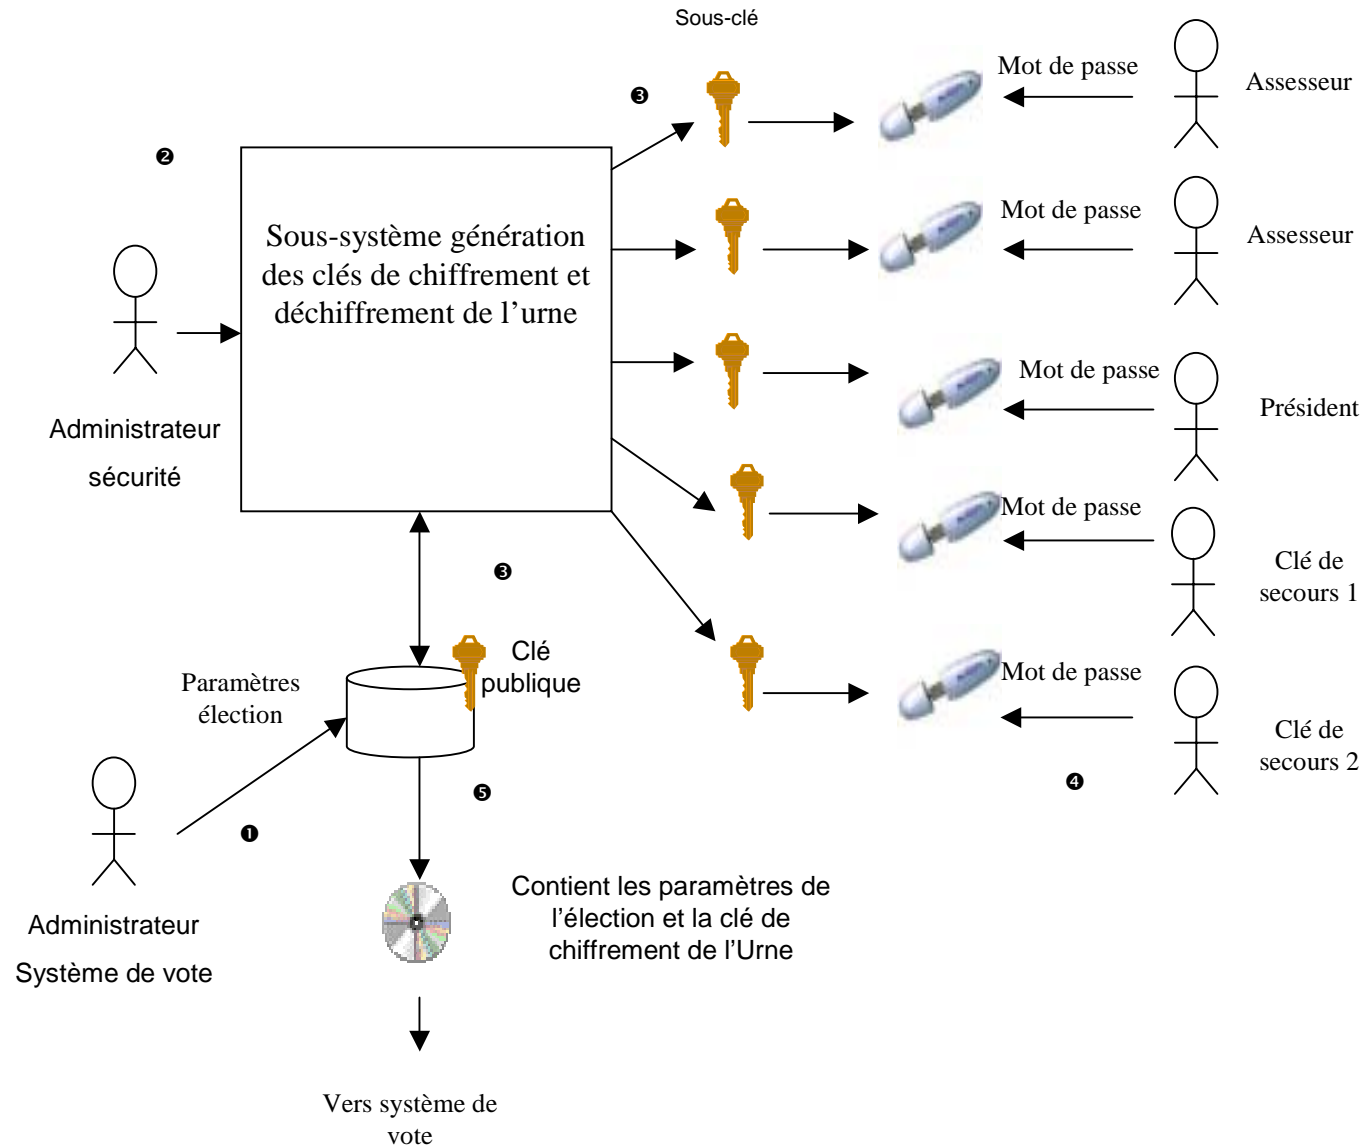 Sous-clé
❸
Mot de passe
Assesseur
❷
Mot de passe
Assesseur
Sous-système génération
des clés de chiffrement et
déchiffrement de l’urne
Mot de passe
Président
Administrateur
sécurité
Mot de passe
Clé de
secours 1
❸
Clé
publique
Paramètres
élection
Mot de passe
Clé de
secours 2
❹
❺
❶
Contient les paramètres de
l’élection et la clé de
chiffrement de l’Urne
Administrateur
Système de vote
Vers système de
vote